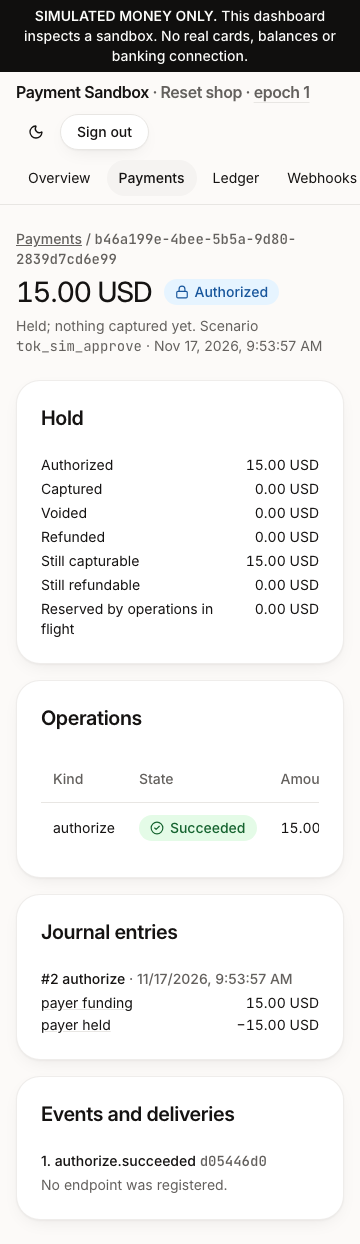 SIMULATED MONEY ONLY. This dashboard
inspects a sandbox. No real cards, balances or
banking connection.
Payment Sandbox · Reset shop · epoch 1
Sign out
Overview Payments Ledger Webhooks
Payments / b46a199e-4bee-5b5a-9d80-
2839d7cd6e99
15.00 USD Authorized
Held; nothing captured yet. Scenario
tok_sim_approve · Nov 17, 2026, 9:53:57 AM
Hold
Authorized 15.00 USD
Captured 0.00 USD
Voided 0.00 USD
Refunded 0.00 USD
Still capturable 15.00 USD
Still refundable 0.00 USD
Reserved by operations in 0.00 USD
flight
Operations
Kind State Amou
authorize Succeeded 15.00
Journal entries
#2 authorize · 11/17/2026, 9:53:57 AM
payer funding 15.00 USD
payer held −15.00 USD
Events and deliveries
1. authorize.succeeded d05446d0
No endpoint was registered.